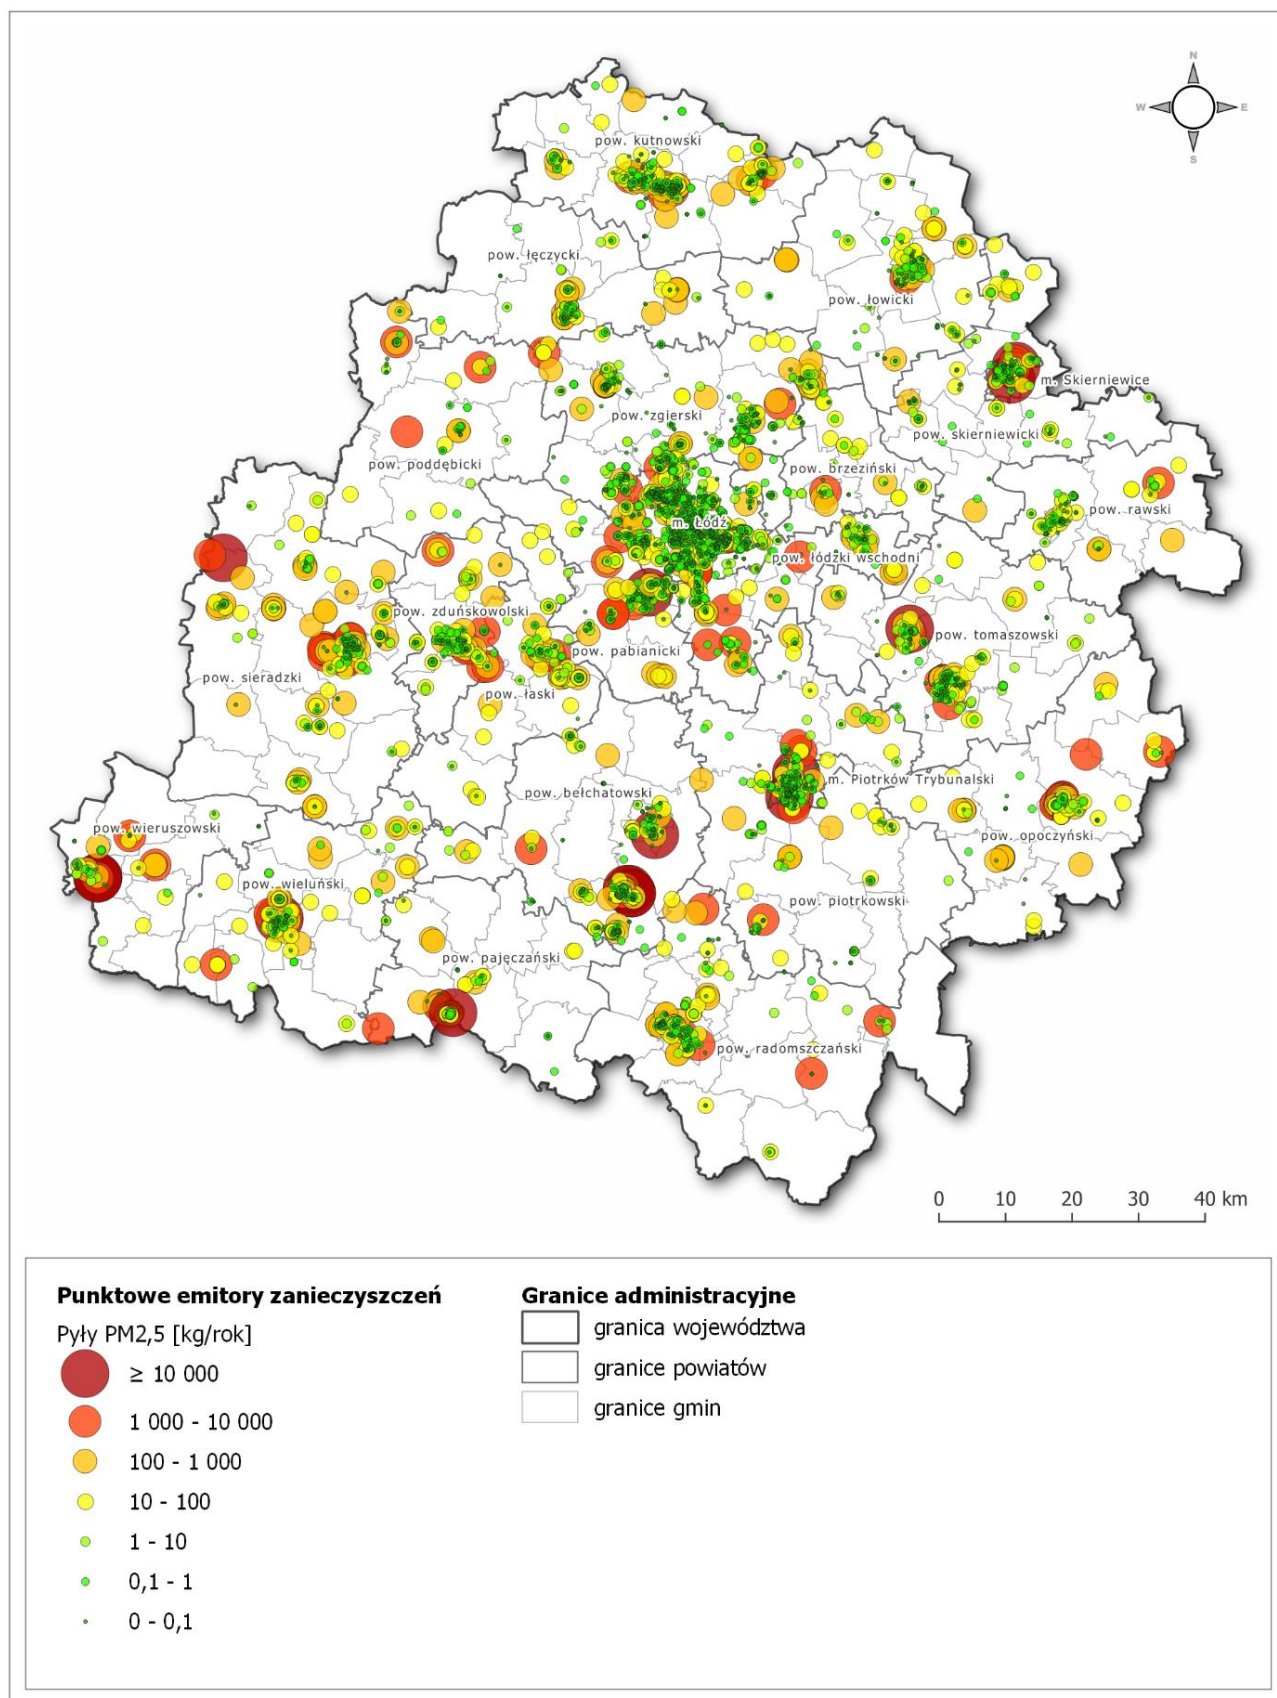 N
W E
S
pow. kutnowski
pow. łęczycki
pow. łowicki
m. Skierniewice
pow. zgierski
pow. skierniewicki
pow. poddębicki
pow. brzeziński
pow. rawski
m. Łódź
pow. łódzki wschodni
pow. zduńskowolski
pow. tomaszowski
pow. pabianicki
pow. sieradzki
pow. łaski
m. Piotrków Trybunalski
pow. bełchatowski
pow. wieruszowski
pow. opoczyński
pow. wieluński
pow. piotrkowski
pow. pajęczański
pow. radomszczański
0 10 20 30 40 km
Punktowe emitory zanieczyszczeń
Pyły PM2,5 [kg/rok]
≥ 10 000
1 000 - 10 000
100 - 1 000
10 - 100
1 - 10
0,1 - 1
0 - 0,1
Granice administracyjne
granica województwa
granice powiatów
granice gmin